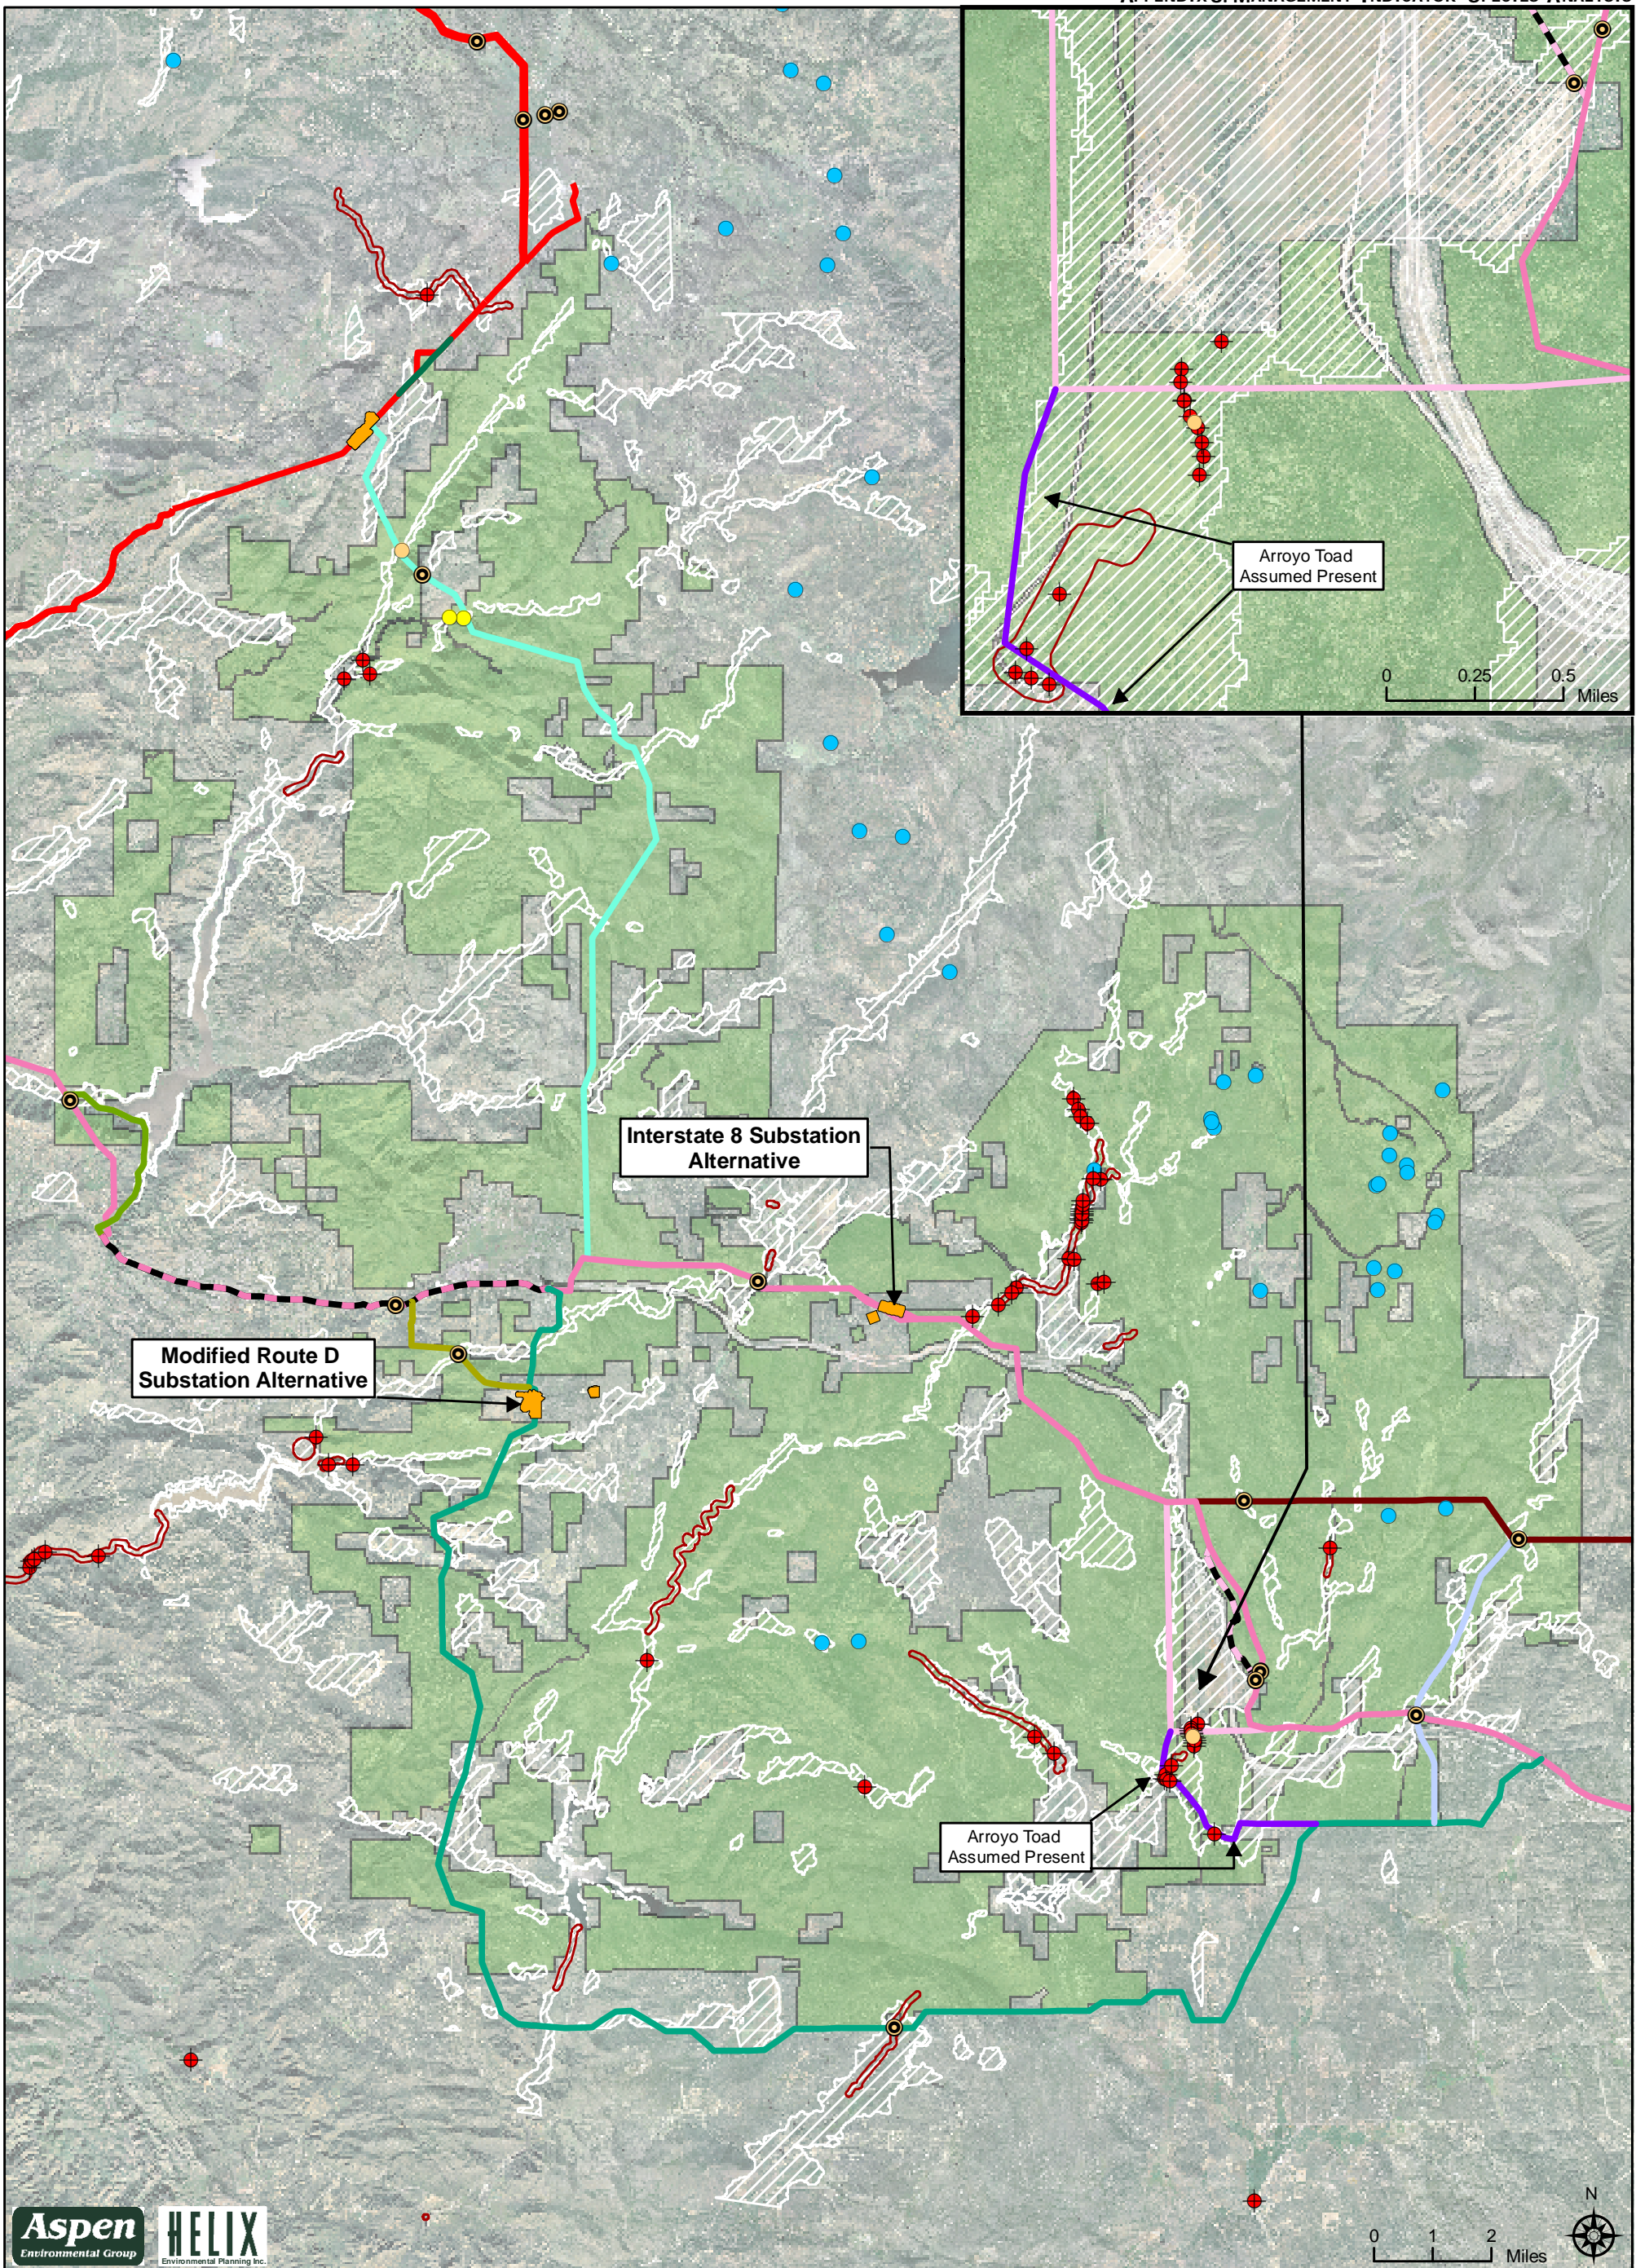 Arroyo Toad
Assumed Present
0 0.25 0.5
Miles
Interstate 8 Substation
Alternative
Modified Route D
Substation Alternative
Arroyo Toad
Assumed Present
Aspen
Environmental Group
HELIX
Environmental Planning Inc.
N
0 1 2
Miles